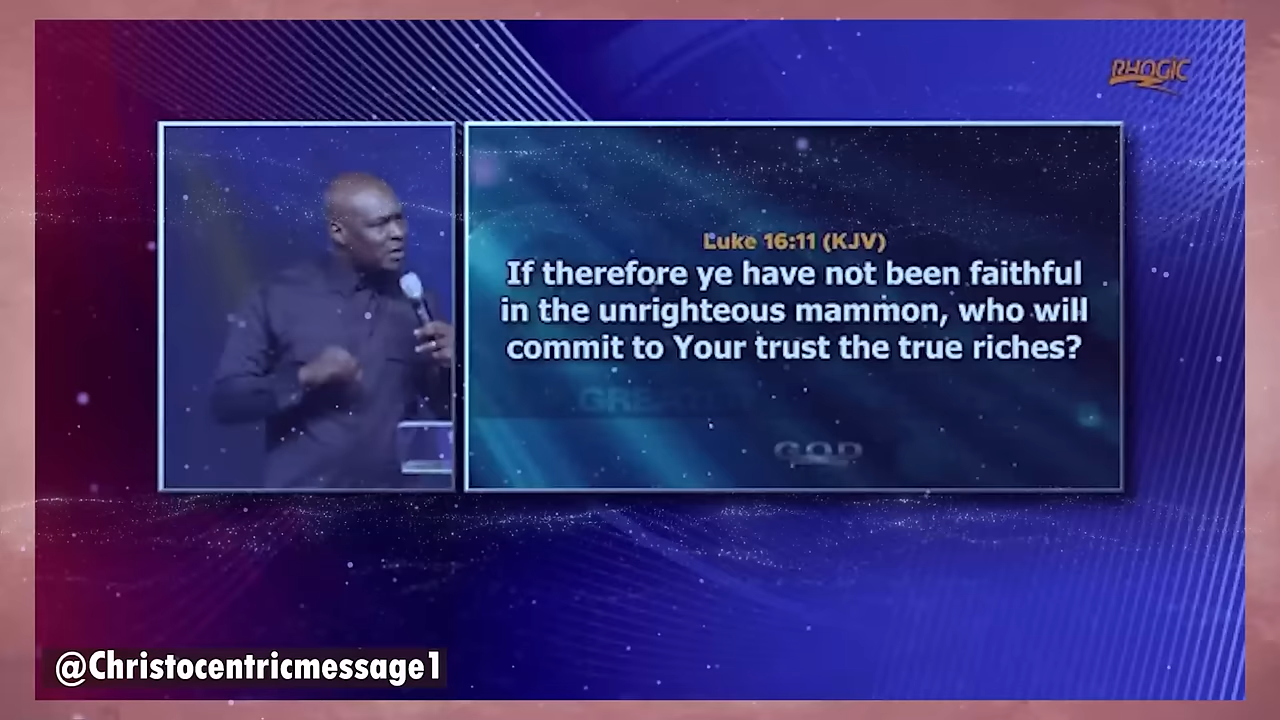 RHOGIC
Luke 16:11 (KJV)
If therefore ye have not been faithful
in the unrighteous mammon, who will
commit to Your trust the true riches?
GOD
@Christocentricmessage1